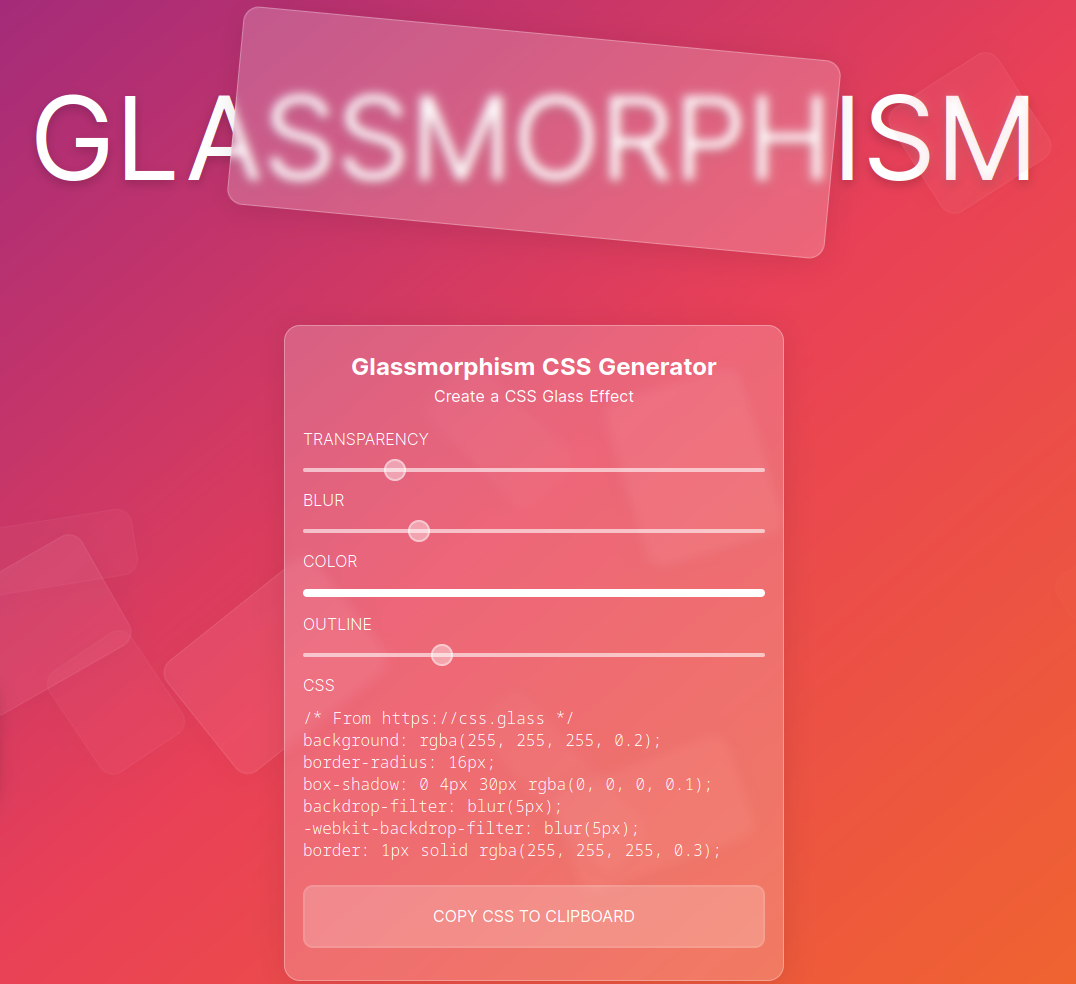 GLASSMORPHISM
Glassmorphism CSS Generator
Create a CSS Glass Effect
TRANSPARENCY
BLUR
COLOR
OUTLINE
CSS
/* From https://css.glass */
background: rgba(255, 255, 255, 0.2);
border-radius: 16px;
box-shadow: 0 4px 30px rgba(0, 0, 0, 0.1);
backdrop-filter: blur(5px);
-webkit-backdrop-filter: blur(5px);
border: 1px solid rgba(255, 255, 255, 0.3);
COPY CSS TO CLIPBOARD